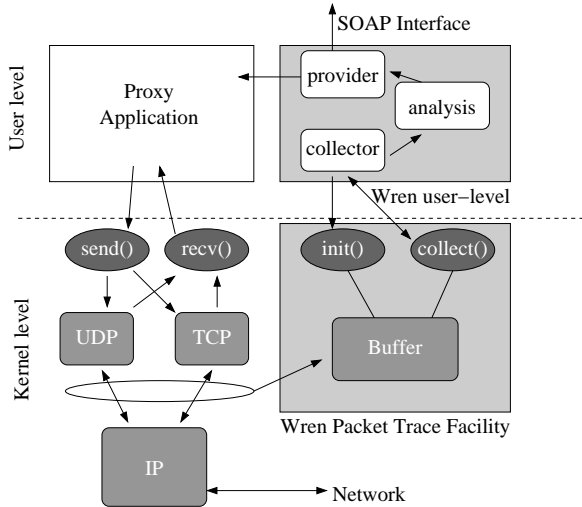 SOAP Interface
User level
Proxy
Application
provider
analysis
collector
Wren user−level
Kernel level
send()
recv()
init()
collect()
UDP
TCP
Buffer
Wren Packet Trace Facility
IP
Network